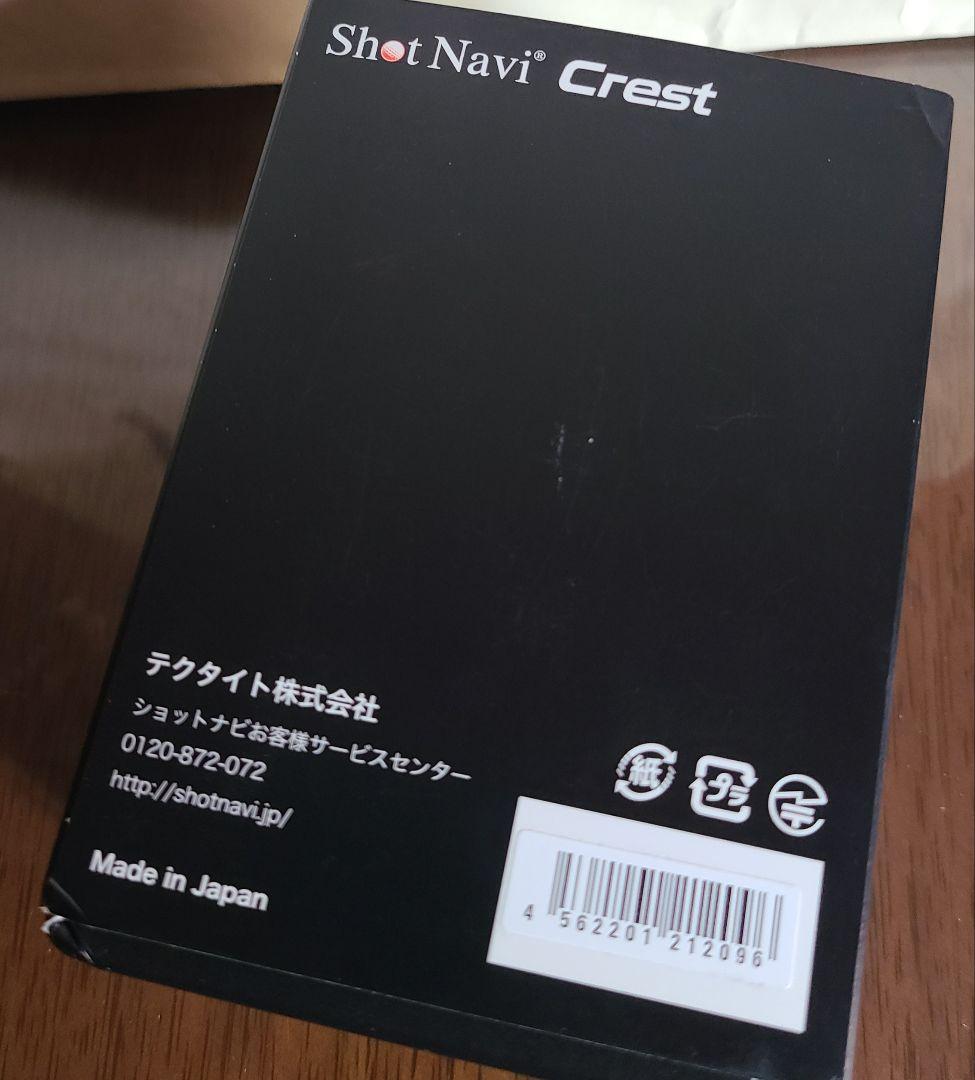 Shot Navi® Crest
テクタイト株式会社
ショットナビお客様サービスセンター
0120-872-072
http://shotnavi.jp/
Made in Japan
紙
プラ
4 562201 212096